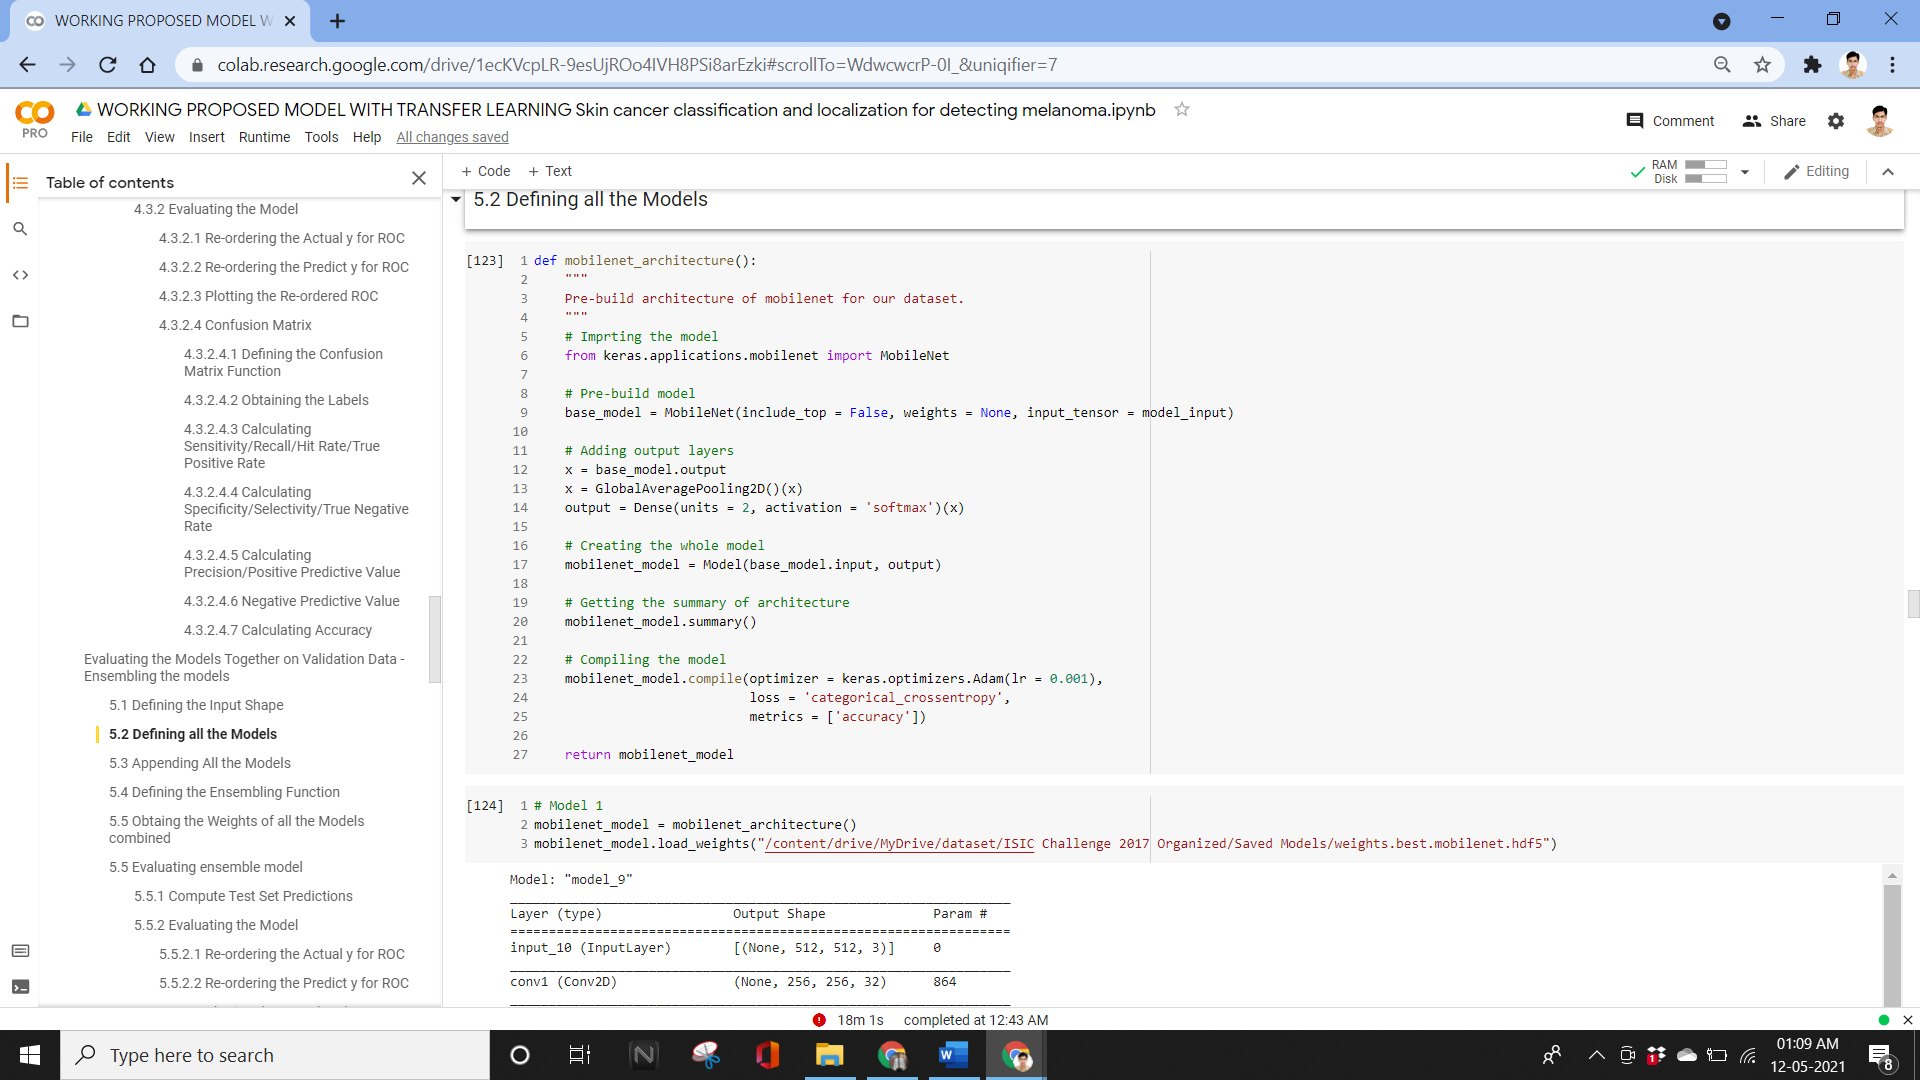 WORKING PROPOSED MODEL W
colab.research.google.com/drive/1ecKVcpLR-9esUjROo4IVH8PSi8arEzki#scrollTo=WdwcwcrP-0I_&uniqifier=7
PRO
WORKING PROPOSED MODEL WITH TRANSFER LEARNING Skin cancer classification and localization for detecting melanoma.ipynb
File Edit View Insert Runtime Tools Help All changes saved
Comment Share
Table of contents
+ Code + Text
RAM
Disk
Editing
4.3.2 Evaluating the Model
4.3.2.1 Re-ordering the Actual y for ROC
4.3.2.2 Re-ordering the Predict y for ROC
4.3.2.3 Plotting the Re-ordered ROC
4.3.2.4 Confusion Matrix
4.3.2.4.1 Defining the Confusion
Matrix Function
4.3.2.4.2 Obtaining the Labels
4.3.2.4.3 Calculating
Sensitivity/Recall/Hit Rate/True
Positive Rate
4.3.2.4.4 Calculating
Specificity/Selectivity/True Negative
Rate
4.3.2.4.5 Calculating
Precision/Positive Predictive Value
4.3.2.4.6 Negative Predictive Value
4.3.2.4.7 Calculating Accuracy
Evaluating the Models Together on Validation Data -
Ensembling the models
5.1 Defining the Input Shape
5.2 Defining all the Models
5.3 Appending All the Models
5.4 Defining the Ensembling Function
5.5 Obtaing the Weights of all the Models
combined
5.5 Evaluating ensemble model
5.5.1 Compute Test Set Predictions
5.5.2 Evaluating the Model
5.5.2.1 Re-ordering the Actual y for ROC
5.5.2.2 Re-ordering the Predict y for ROC
5.2 Defining all the Models
[123] 1 def mobilenet_architecture():
2 """
3 Pre-build architecture of mobilenet for our dataset.
4 """
5 # Imprting the model
6 from keras.applications.mobilenet import MobileNet
7
8 # Pre-build model
9 base_model = MobileNet(include_top = False, weights = None, input_tensor = model_input)
10
11 # Adding output layers
12 x = base_model.output
13 x = GlobalAveragePooling2D()(x)
14 output = Dense(units = 2, activation = 'softmax')(x)
15
16 # Creating the whole model
17 mobilenet_model = Model(base_model.input, output)
18
19 # Getting the summary of architecture
20 mobilenet_model.summary()
21
22 # Compiling the model
23 mobilenet_model.compile(optimizer = keras.optimizers.Adam(lr = 0.001),
24 loss = 'categorical_crossentropy',
25 metrics = ['accuracy'])
26
27 return mobilenet_model
[124] 1 # Model 1
2 mobilenet_model = mobilenet_architecture()
3 mobilenet_model.load_weights("/content/drive/MyDrive/dataset/ISIC Challenge 2017 Organized/Saved Models/weights.best.mobilenet.hdf5")
Model: "model_9"
Layer (type) Output Shape Param #
=================================================================
input_10 (InputLayer) [(None, 512, 512, 3)] 0
conv1 (Conv2D) (None, 256, 256, 32) 864
18m 1s completed at 12:43 AM
Type here to search
01:09 AM
12-05-2021
1
8